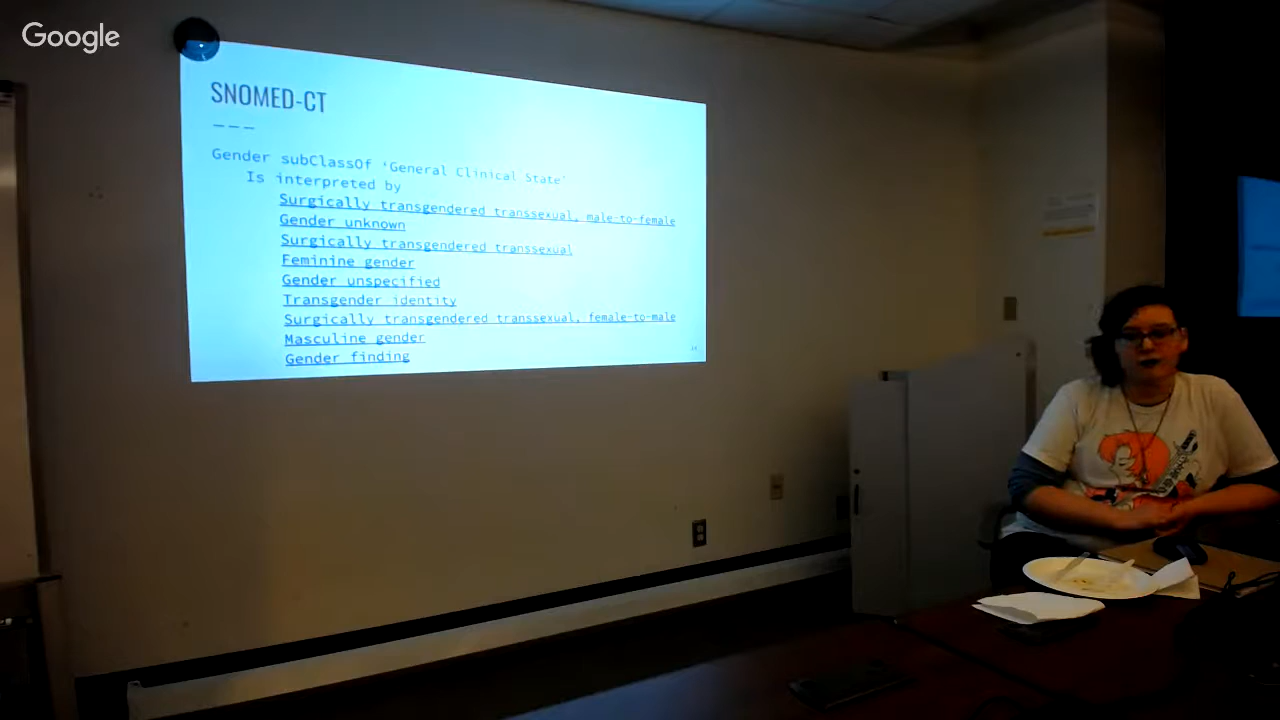 Google
SNOMED-CT
Gender subClassOf ‘General Clinical State’
Is interpreted by
Surgically transgendered transsexual, male-to-female
Gender unknown
Surgically transgendered transsexual
Feminine gender
Gender unspecified
Transgender identity
Surgically transgendered transsexual, female-to-male
Masculine gender
Gender finding